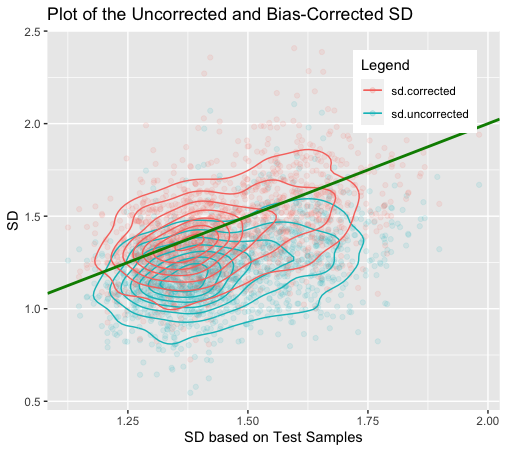 Plot of the Uncorrected and Bias-Corrected SD
2.5
2.0
1.5
1.0
0.5
SD
Legend
sd.corrected
sd.uncorrected
1.25 1.50 1.75 2.00
SD based on Test Samples